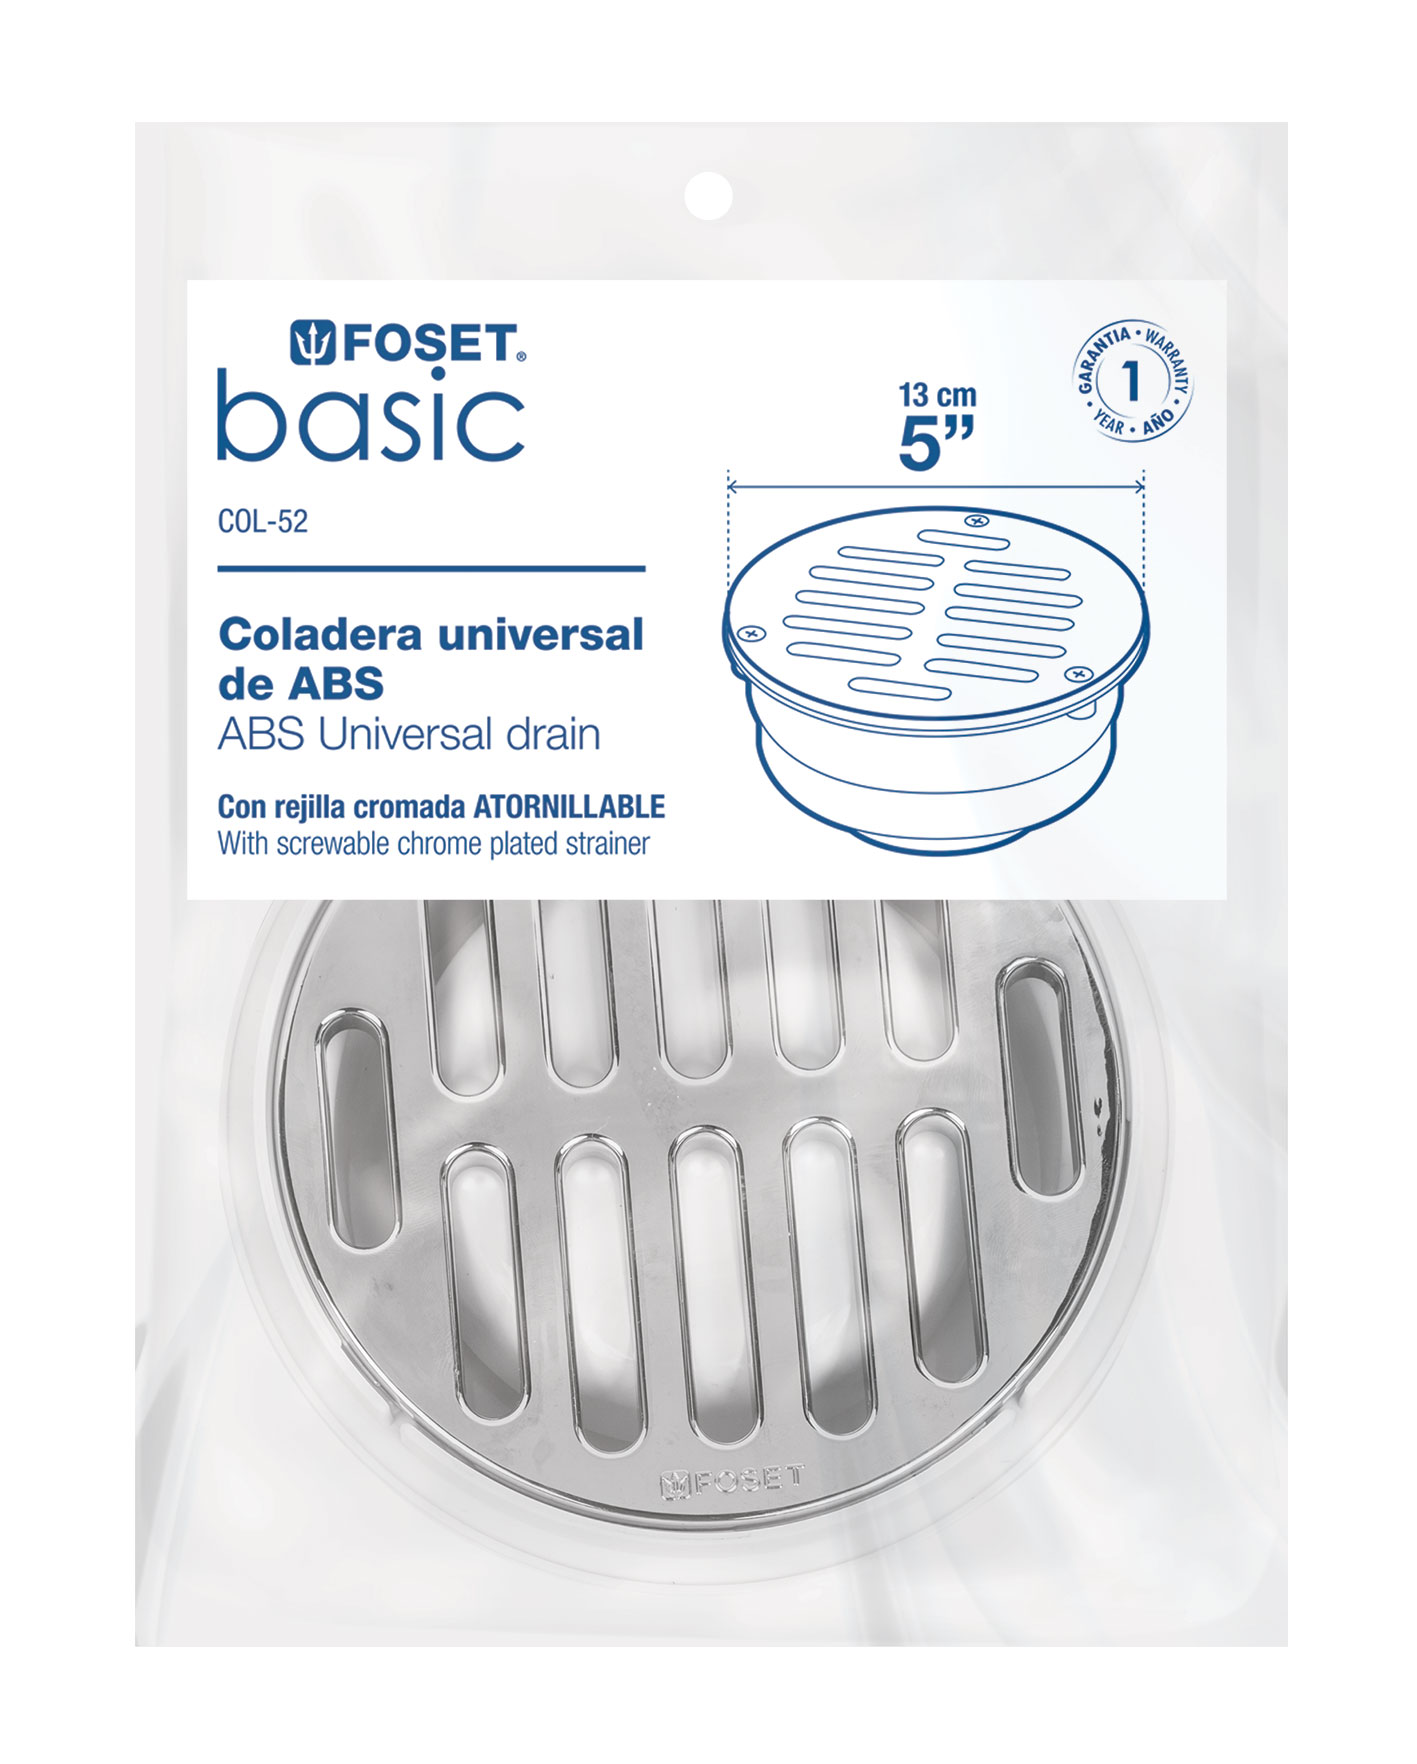 FOSET®
basic
COL-52
Coladera universal
de ABS
ABS Universal drain
Con rejilla cromada ATORNILLABLE
With screwable chrome plated strainer
13 cm
5”
GARANTIA • WARRANTY • AÑO • YEAR •
1
FOSET